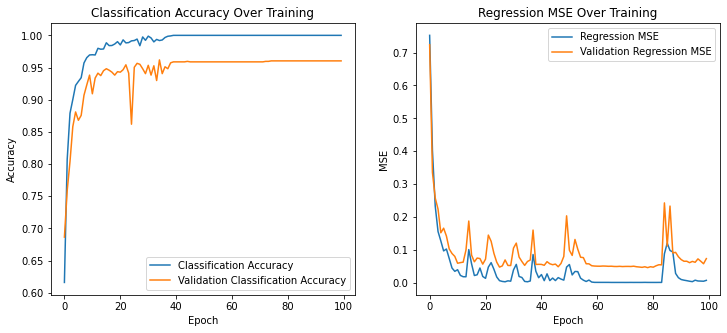 Classification Accuracy Over Training
1.00
0.95
0.90
0.85
0.80
0.75
0.70
0.65
0.60
Accuracy
0
20
40
60
80
100
Epoch
Classification Accuracy
Validation Classification Accuracy
Regression MSE Over Training
0.7
0.6
0.5
0.4
0.3
0.2
0.1
0.0
MSE
0
20
40
60
80
100
Epoch
Regression MSE
Validation Regression MSE